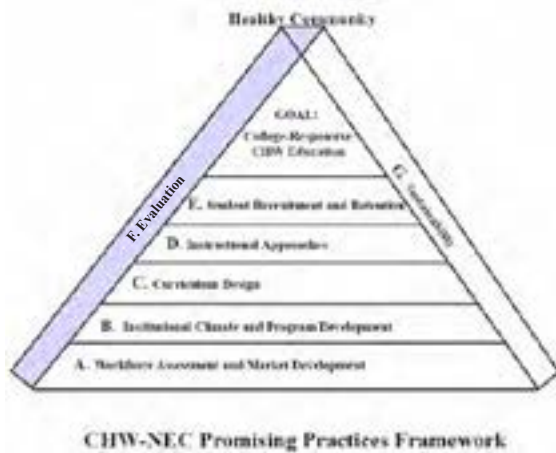 Healthy Community
GOAL:
College-Responsive
CHW Education
F. Evaluation
G. Sustainability
E. Student Recruitment and Retention
D. Instructional Approaches
C. Curriculum Design
B. Institutional Climate and Program Development
A. Workforce Assessment and Market Development
CHW-NEC Promising Practices Framework